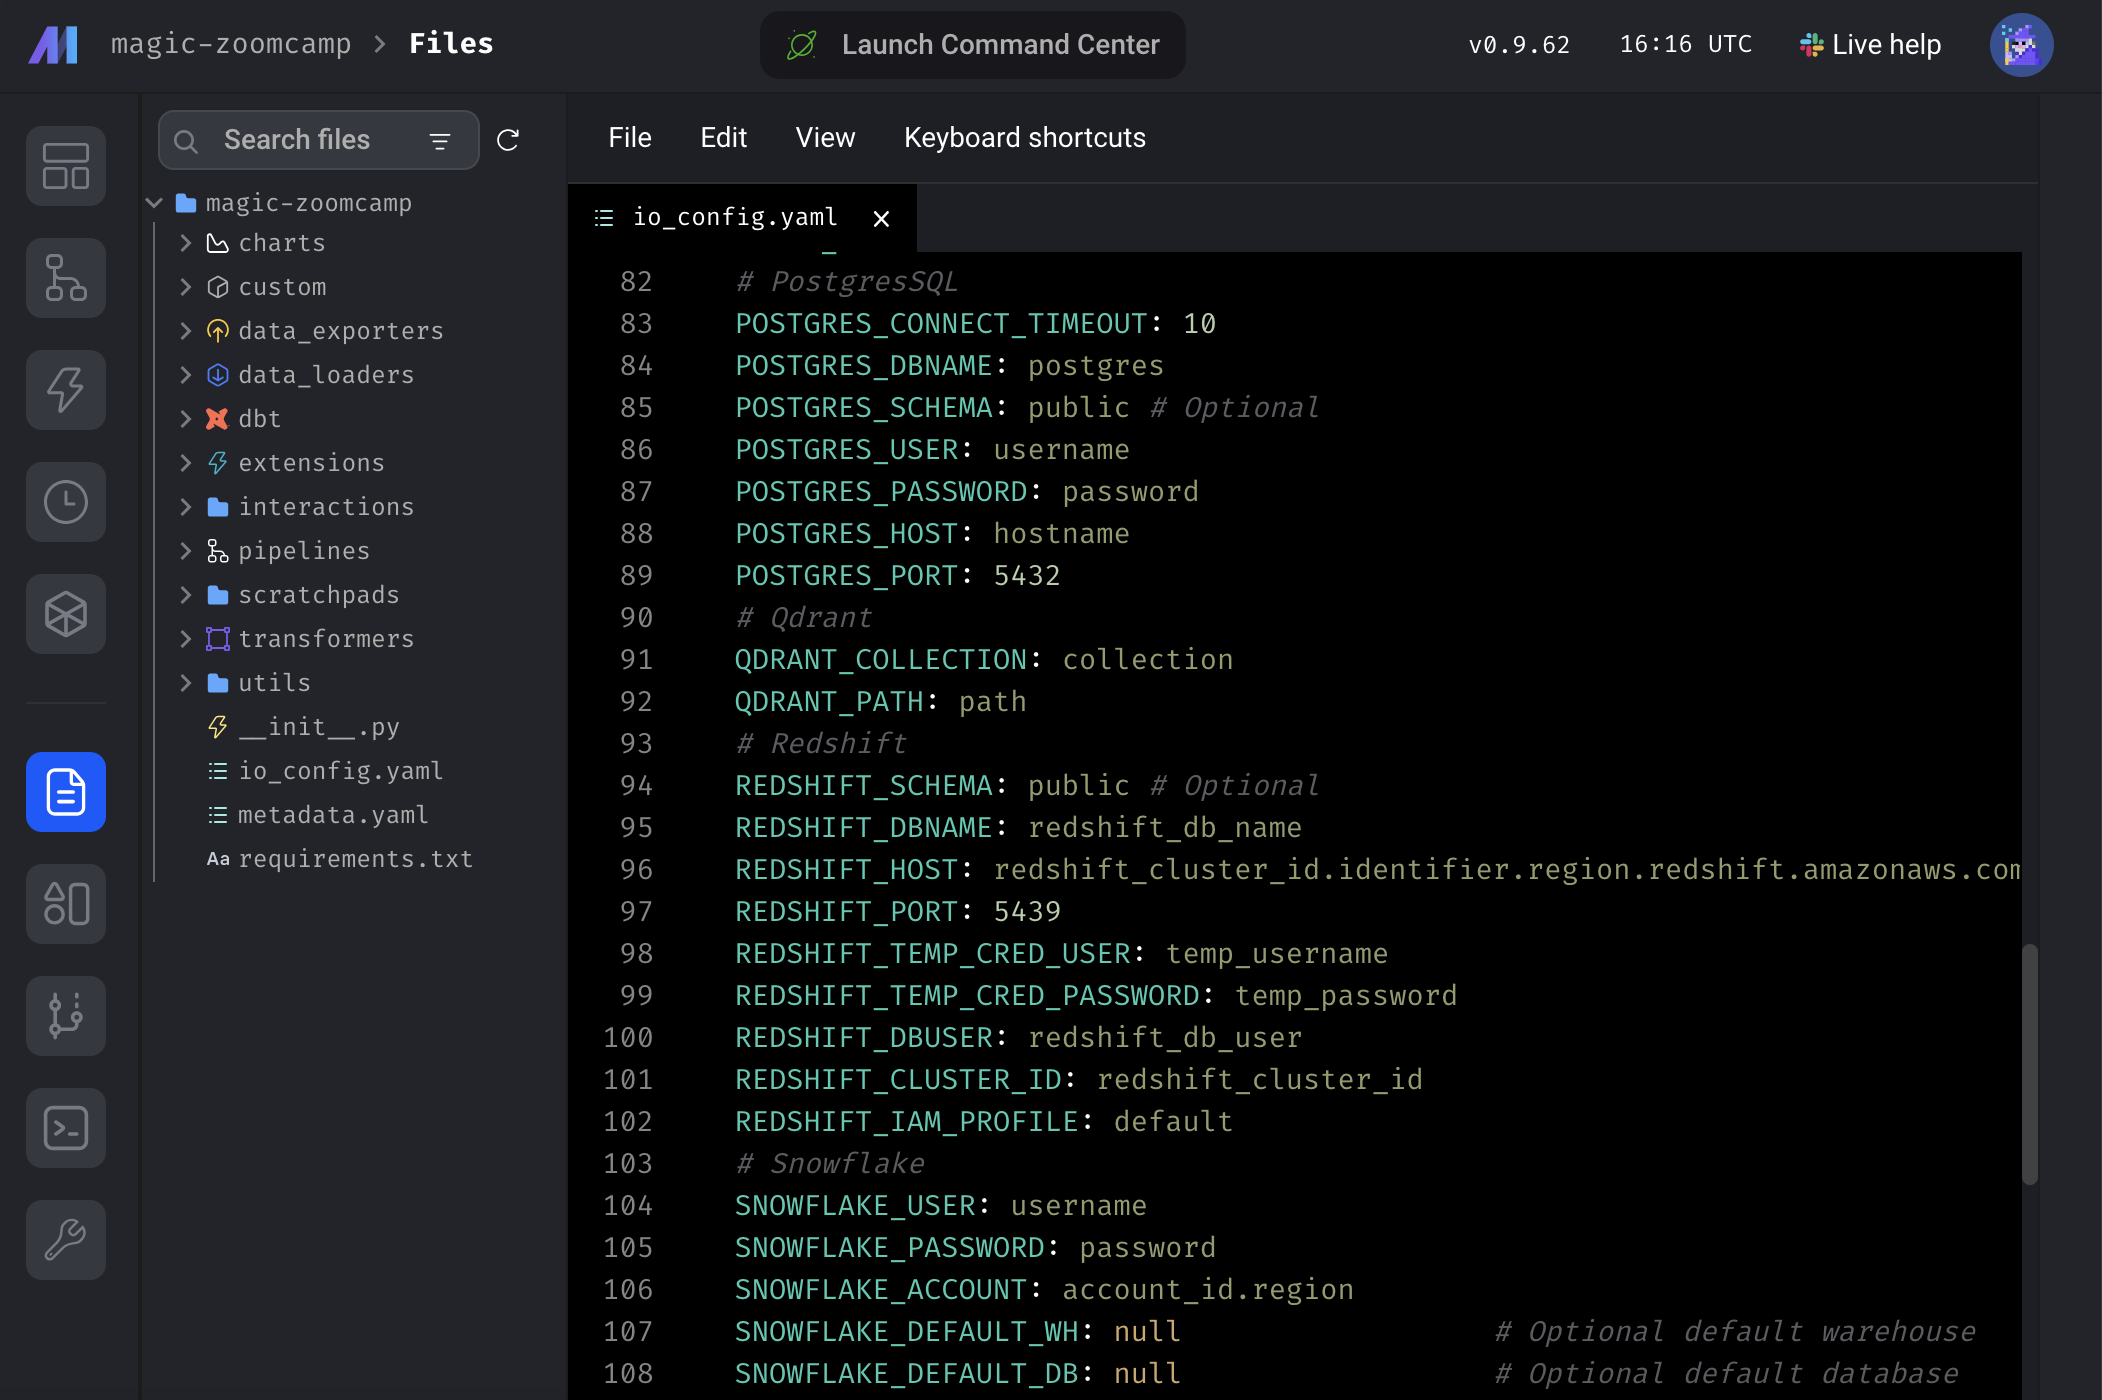 magic-zoomcamp > Files
Launch Command Center
v0.9.62
16:16 UTC
Live help
Search files
magic-zoomcamp
charts
custom
data_exporters
data_loaders
dbt
extensions
interactions
pipelines
scratchpads
transformers
utils
__init__.py
io_config.yaml
metadata.yaml
Aa requirements.txt
File Edit View Keyboard shortcuts
io_config.yaml
82 # PostgresSQL
83 POSTGRES_CONNECT_TIMEOUT: 10
84 POSTGRES_DBNAME: postgres
85 POSTGRES_SCHEMA: public # Optional
86 POSTGRES_USER: username
87 POSTGRES_PASSWORD: password
88 POSTGRES_HOST: hostname
89 POSTGRES_PORT: 5432
90 # Qdrant
91 QDRANT_COLLECTION: collection
92 QDRANT_PATH: path
93 # Redshift
94 REDSHIFT_SCHEMA: public # Optional
95 REDSHIFT_DBNAME: redshift_db_name
96 REDSHIFT_HOST: redshift_cluster_id.identifier.region.redshift.amazonaws.com
97 REDSHIFT_PORT: 5439
98 REDSHIFT_TEMP_CRED_USER: temp_username
99 REDSHIFT_TEMP_CRED_PASSWORD: temp_password
100 REDSHIFT_DBUSER: redshift_db_user
101 REDSHIFT_CLUSTER_ID: redshift_cluster_id
102 REDSHIFT_IAM_PROFILE: default
103 # Snowflake
104 SNOWFLAKE_USER: username
105 SNOWFLAKE_PASSWORD: password
106 SNOWFLAKE_ACCOUNT: account_id.region
107 SNOWFLAKE_DEFAULT_WH: null # Optional default warehouse
108 SNOWFLAKE_DEFAULT_DB: null # Optional default database